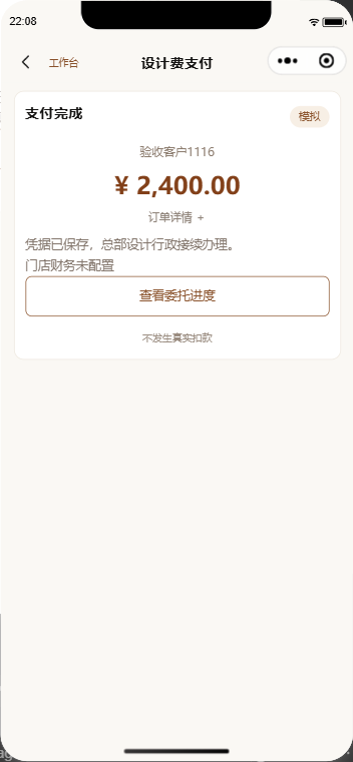 22:08
工作台
设计费支付
支付完成
模拟
验收客户1116
¥ 2,400.00
订单详情 +
凭据已保存，总部设计行政接续办理。
门店财务未配置
查看委托进度
不发生真实扣款